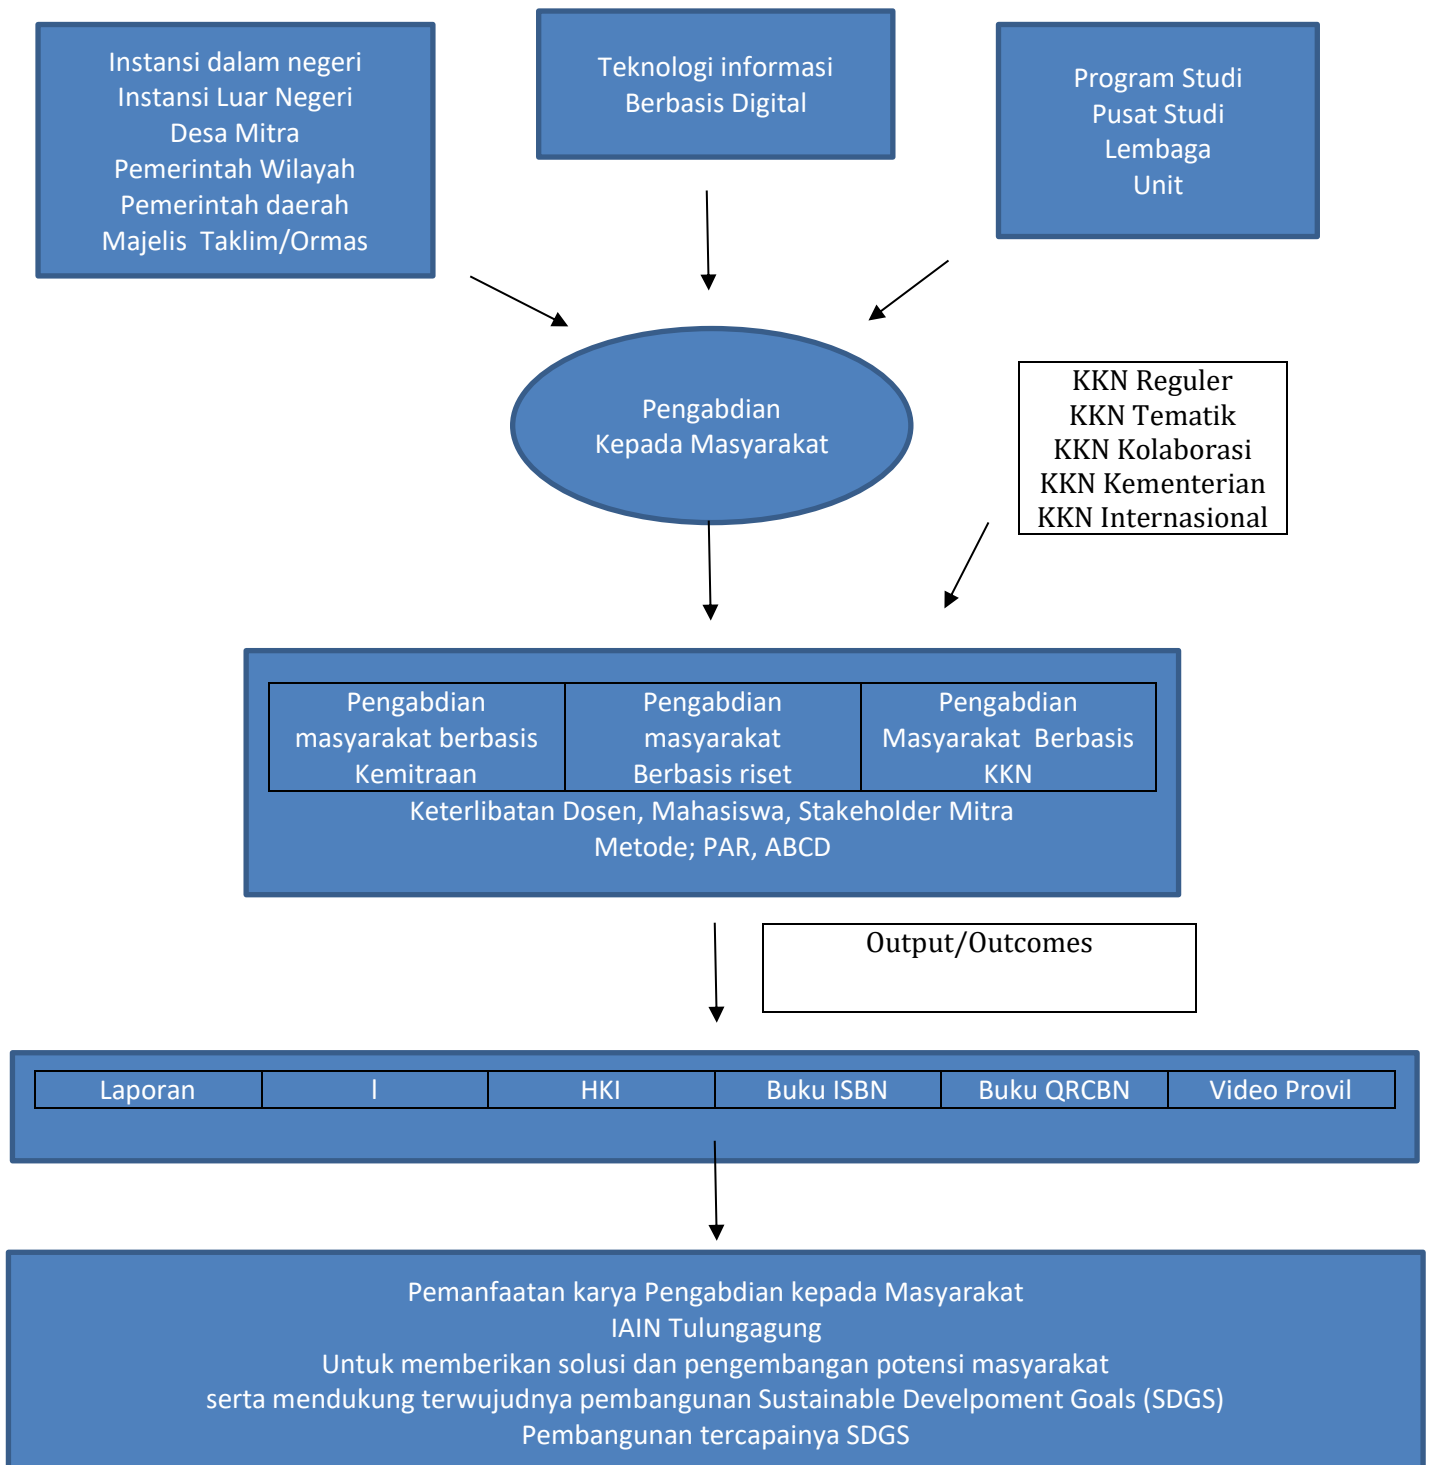 Instansi dalam negeri
Instansi Luar Negeri
Desa Mitra
Pemerintah Wilayah
Pemerintah daerah
Majelis Taklim/Ormas
Teknologi informasi
Berbasis Digital
Program Studi
Pusat Studi
Lembaga
Unit
Pengabdian
Kepada Masyarakat
KKN Reguler
KKN Tematik
KKN Kolaborasi
KKN Kementerian
KKN Internasional
Pengabdian
masyarakat berbasis
Kemitraan
Pengabdian
masyarakat
Berbasis riset
Pengabdian
Masyarakat Berbasis
KKN
Keterlibatan Dosen, Mahasiswa, Stakeholder Mitra
Metode; PAR, ABCD
Output/Outcomes
Laporan
l
HKI
Buku ISBN
Buku QRCBN
Video Provil
Pemanfaatan karya Pengabdian kepada Masyarakat
IAIN Tulungagung
Untuk memberikan solusi dan pengembangan potensi masyarakat
serta mendukung terwujudnya pembangunan Sustainable Develpoment Goals (SDGS)
Pembangunan tercapainya SDGS